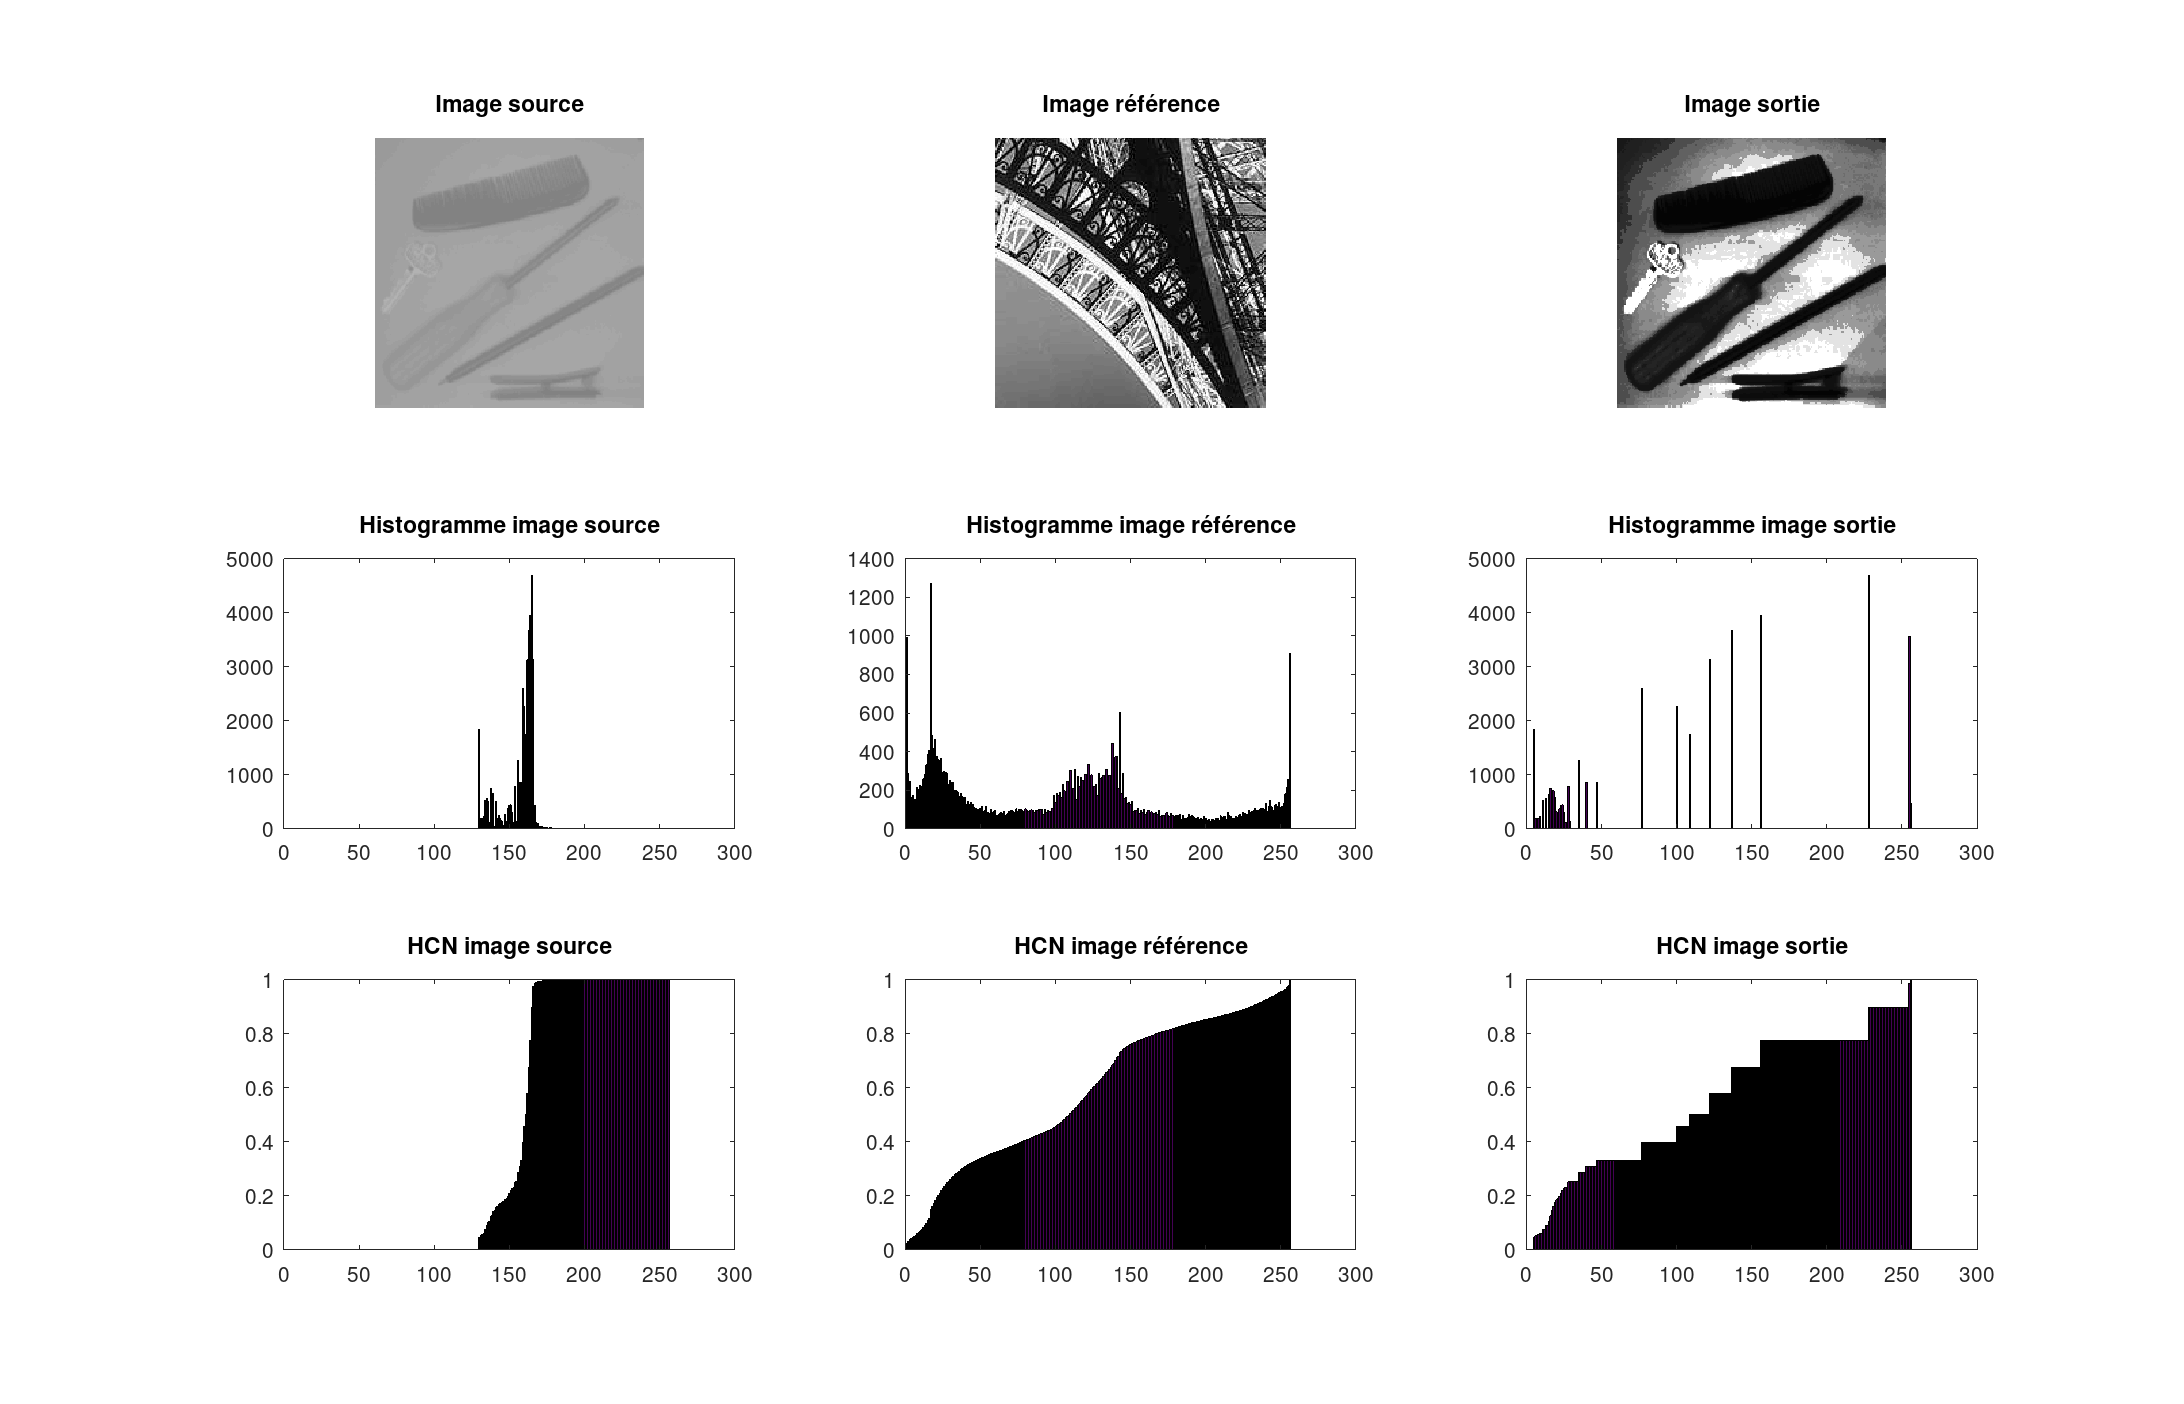 Image source
Image référence
Image sortie
Histogramme image source
Histogramme image référence
Histogramme image sortie
5000
4000
3000
2000
1000
0
0 50 100 150 200 250 300
1400
1200
1000
800
600
400
200
0
0 50 100 150 200 250 300
5000
4000
3000
2000
1000
0
0 50 100 150 200 250 300
HCN image source
HCN image référence
HCN image sortie
1
0.8
0.6
0.4
0.2
0
0 50 100 150 200 250 300
1
0.8
0.6
0.4
0.2
0
0 50 100 150 200 250 300
1
0.8
0.6
0.4
0.2
0
0 50 100 150 200 250 300